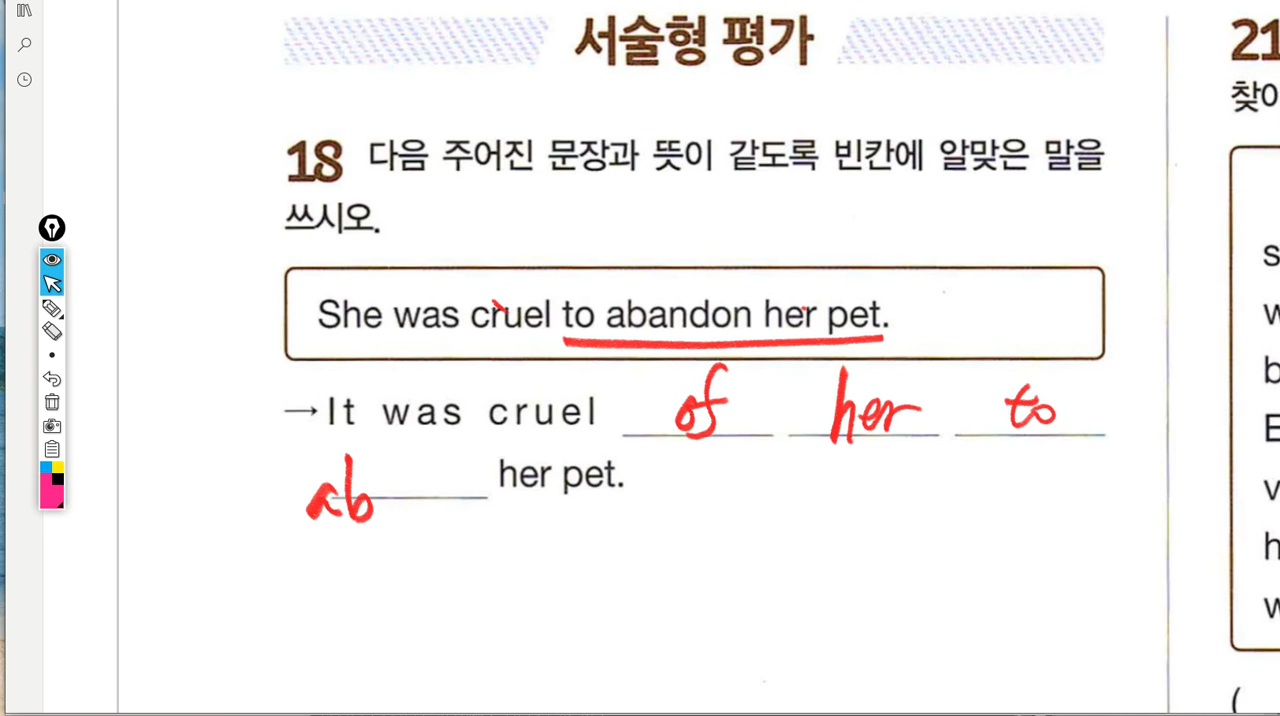 서술형 평가
18 다음 주어진 문장과 뜻이 같도록 빈칸에 알맞은 말을
쓰시오.
She was cruel to abandon her pet.
→ It was cruel of her to
ab her pet.
21
찾이
s
w
b
E
v
h
w
(